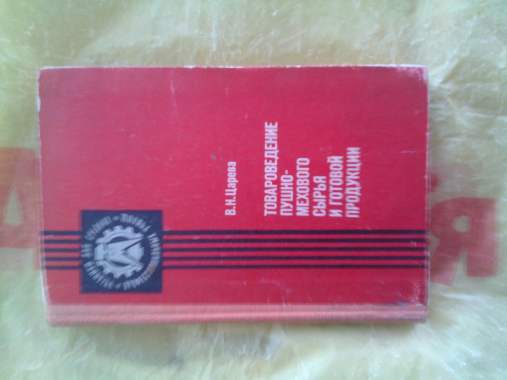 В.Н.Царева
ТОВАРОВЕДЕНИЕ
ПУШНО-
МЕХОВОГО
СЫРЬЯ
И ГОТОВОЙ
ПРОДУКЦИИ
Я